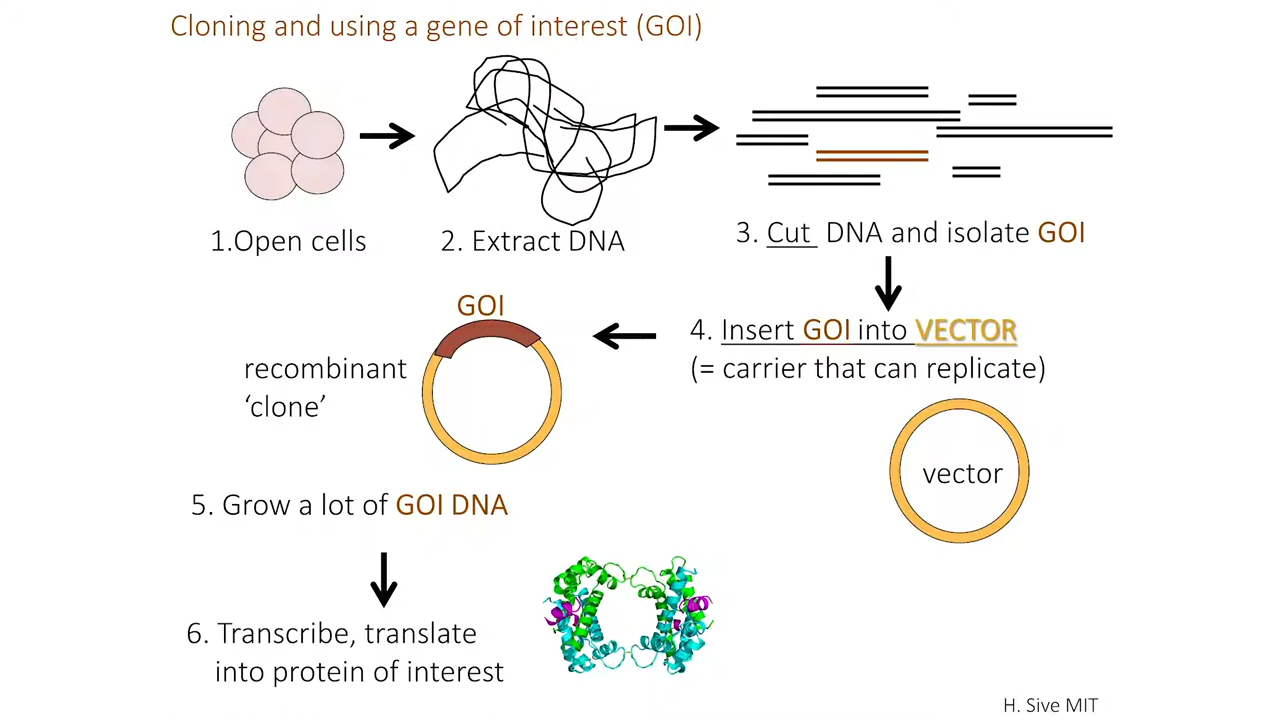 Cloning and using a gene of interest (GOI)
1.Open cells
2. Extract DNA
3. Cut DNA and isolate GOI
4. Insert GOI into VECTOR
(= carrier that can replicate)
vector
GOI
recombinant
‘clone’
5. Grow a lot of GOI DNA
6. Transcribe, translate
into protein of interest
H. Sive MIT